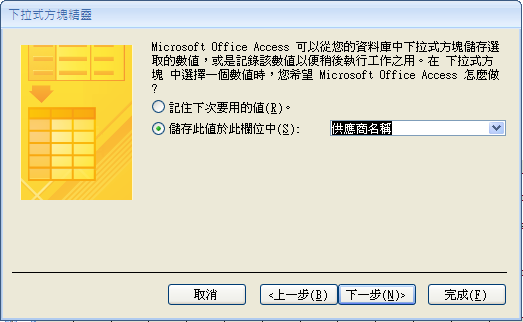 下拉式方塊精靈
Microsoft Office Access 可以從您的資料庫中下拉式方塊儲存選
取的數值，或是記錄該數值以便稍後執行工作之用。在 下拉式方
塊 中選擇一個數值時，您希望 Microsoft Office Access 怎麼做
?
記住下次要用的值(R)。
儲存此值於此欄位中(S): 供應商名稱
取消 <上一步(B) 下一步(N)> 完成(F)